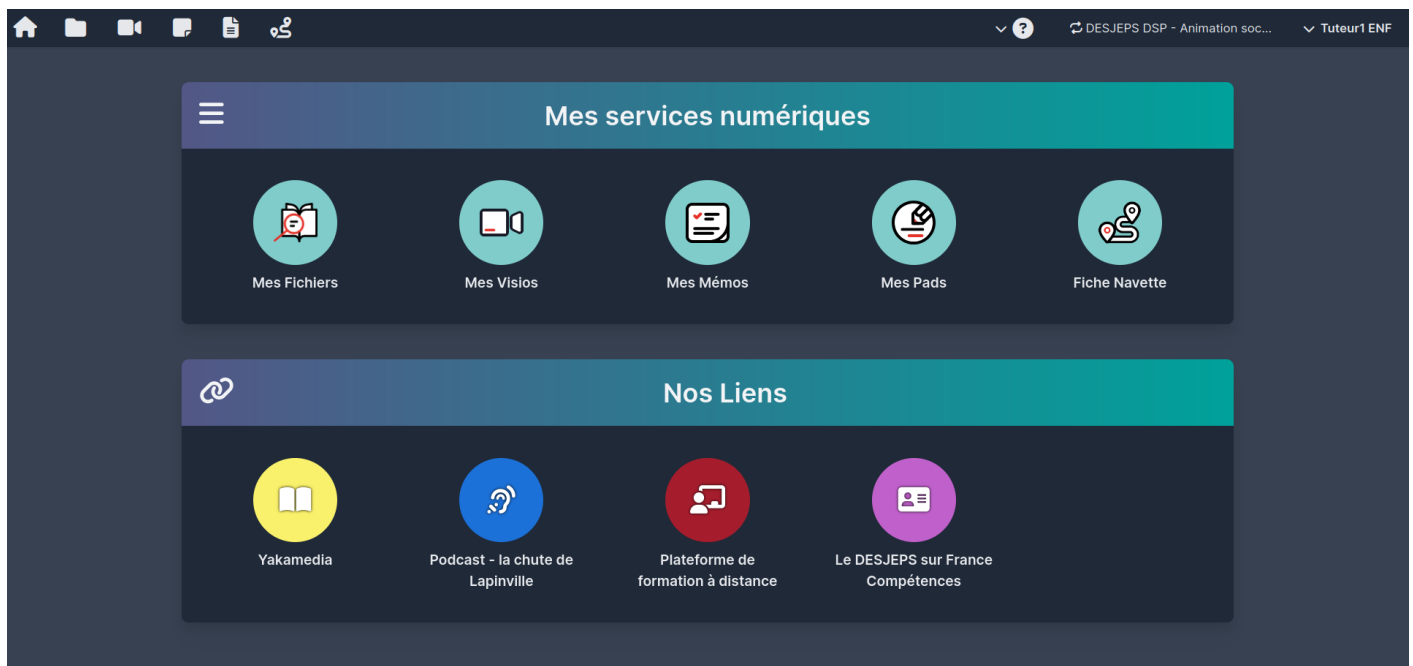 ? DESJEPS DSP - Animation soc... Tuteur1 ENF
Mes services numériques
Mes Fichiers Mes Visios Mes Mémos Mes Pads Fiche Navette
Nos Liens
Yakamedia Podcast - la chute de Plateforme de Le DESJEPS sur France
Lapinville formation à distance Compétences